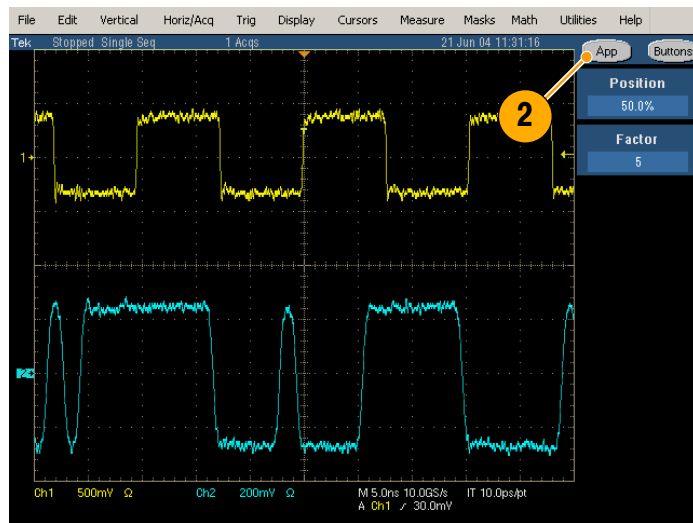 File Edit Vertical Horiz/Acq Trig Display Cursors Measure Masks Math Utilities Help
Tek Stopped Single Seq 1 Acqs 21 Jun 04 11:31:16
App Buttons
Position
50.0%
2
Factor
5
1
2
Ch1 500mV Ω Ch2 200mV Ω M 5.0ns 10.0GS/s IT 10.0ps/pt
A Ch1 ∕ 30.0mV